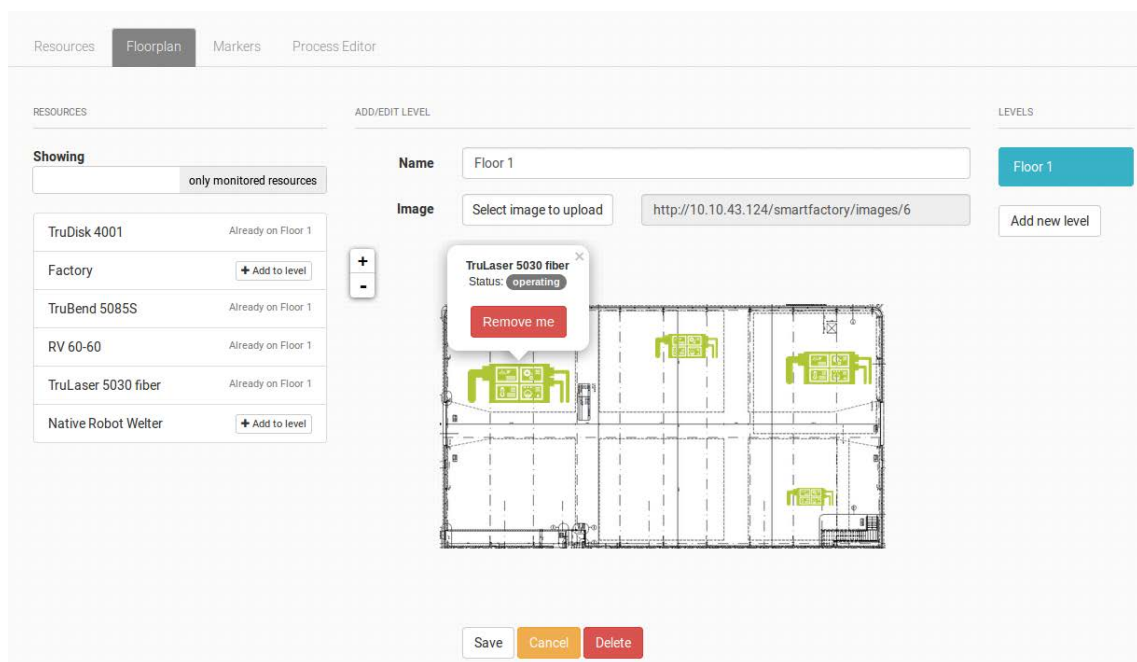 Resources Floorplan Markers Process Editor
RESOURCES
Showing
only monitored resources
TruDisk 4001 Already on Floor 1
Factory + Add to level
TruBend 5085S Already on Floor 1
RV 60-60 Already on Floor 1
TruLaser 5030 fiber Already on Floor 1
Native Robot Welter + Add to level
ADD/EDIT LEVEL
Name Floor 1
Image Select image to upload http://10.10.43.124/smartfactory/images/6
+
-
TruLaser 5030 fiber ×
Status: operating
Remove me
Save Cancel Delete
LEVELS
Floor 1
Add new level